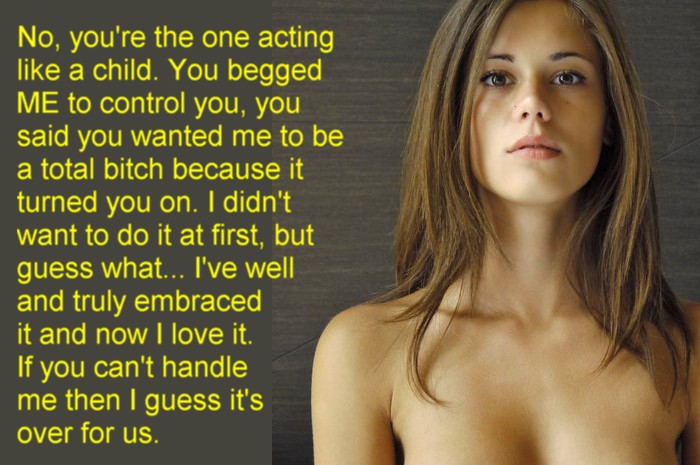 No, you're the one acting
like a child. You begged
ME to control you, you
said you wanted me to be
a total bitch because it
turned you on. I didn't
want to do it at first, but
guess what... I've well
and truly embraced
it and now I love it.
If you can't handle
me then I guess it's
over for us.